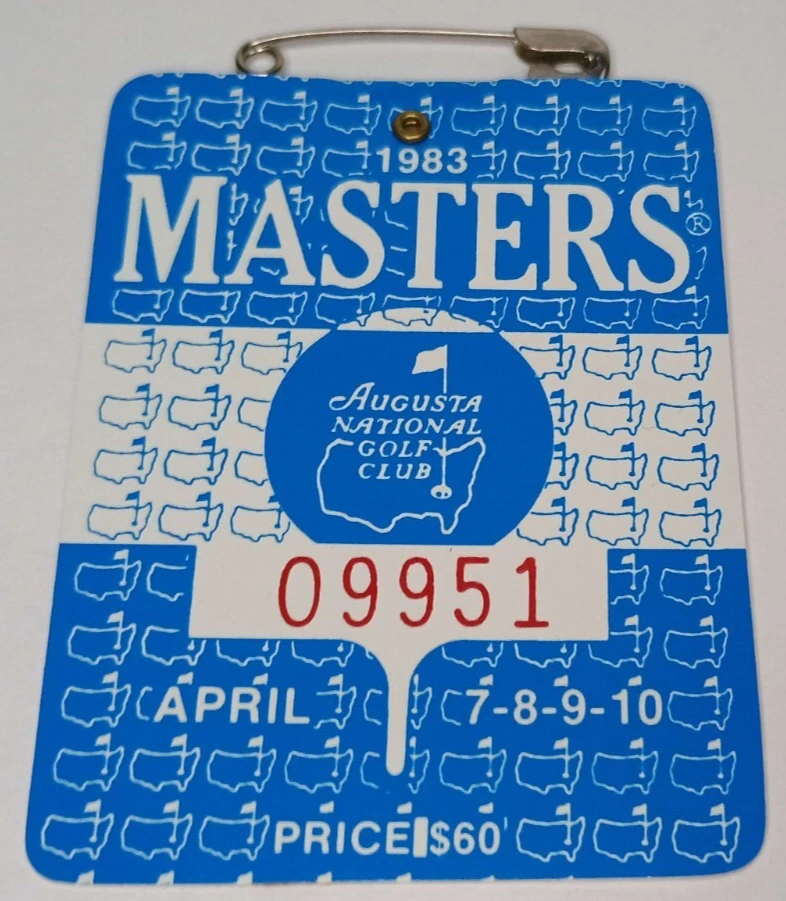 1983
MASTERS®
AUGUSTA
NATIONAL
GOLF
CLUB
09951
APRIL 7-8-9-10
PRICE $60